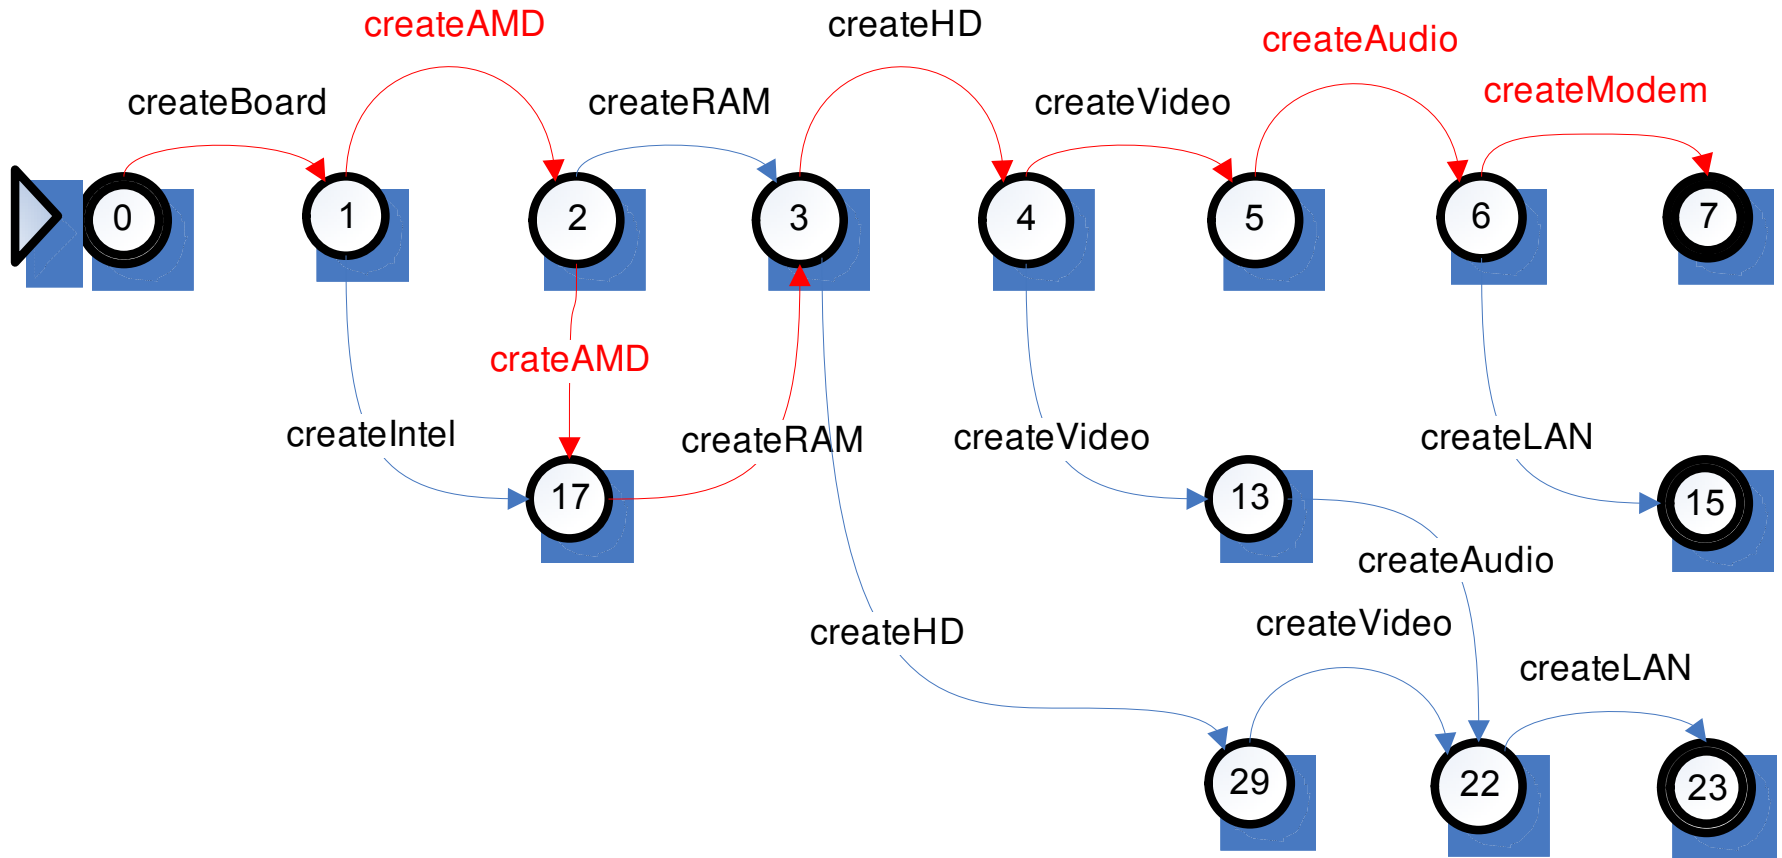 createAMD
createHD
createAudio
createBoard
createRAM
createVideo
createModem
0
1
2
3
4
5
6
7
crateAMD
createIntel
createRAM
createVideo
createLAN
17
13
15
createAudio
createHD
createVideo
createLAN
29
22
23